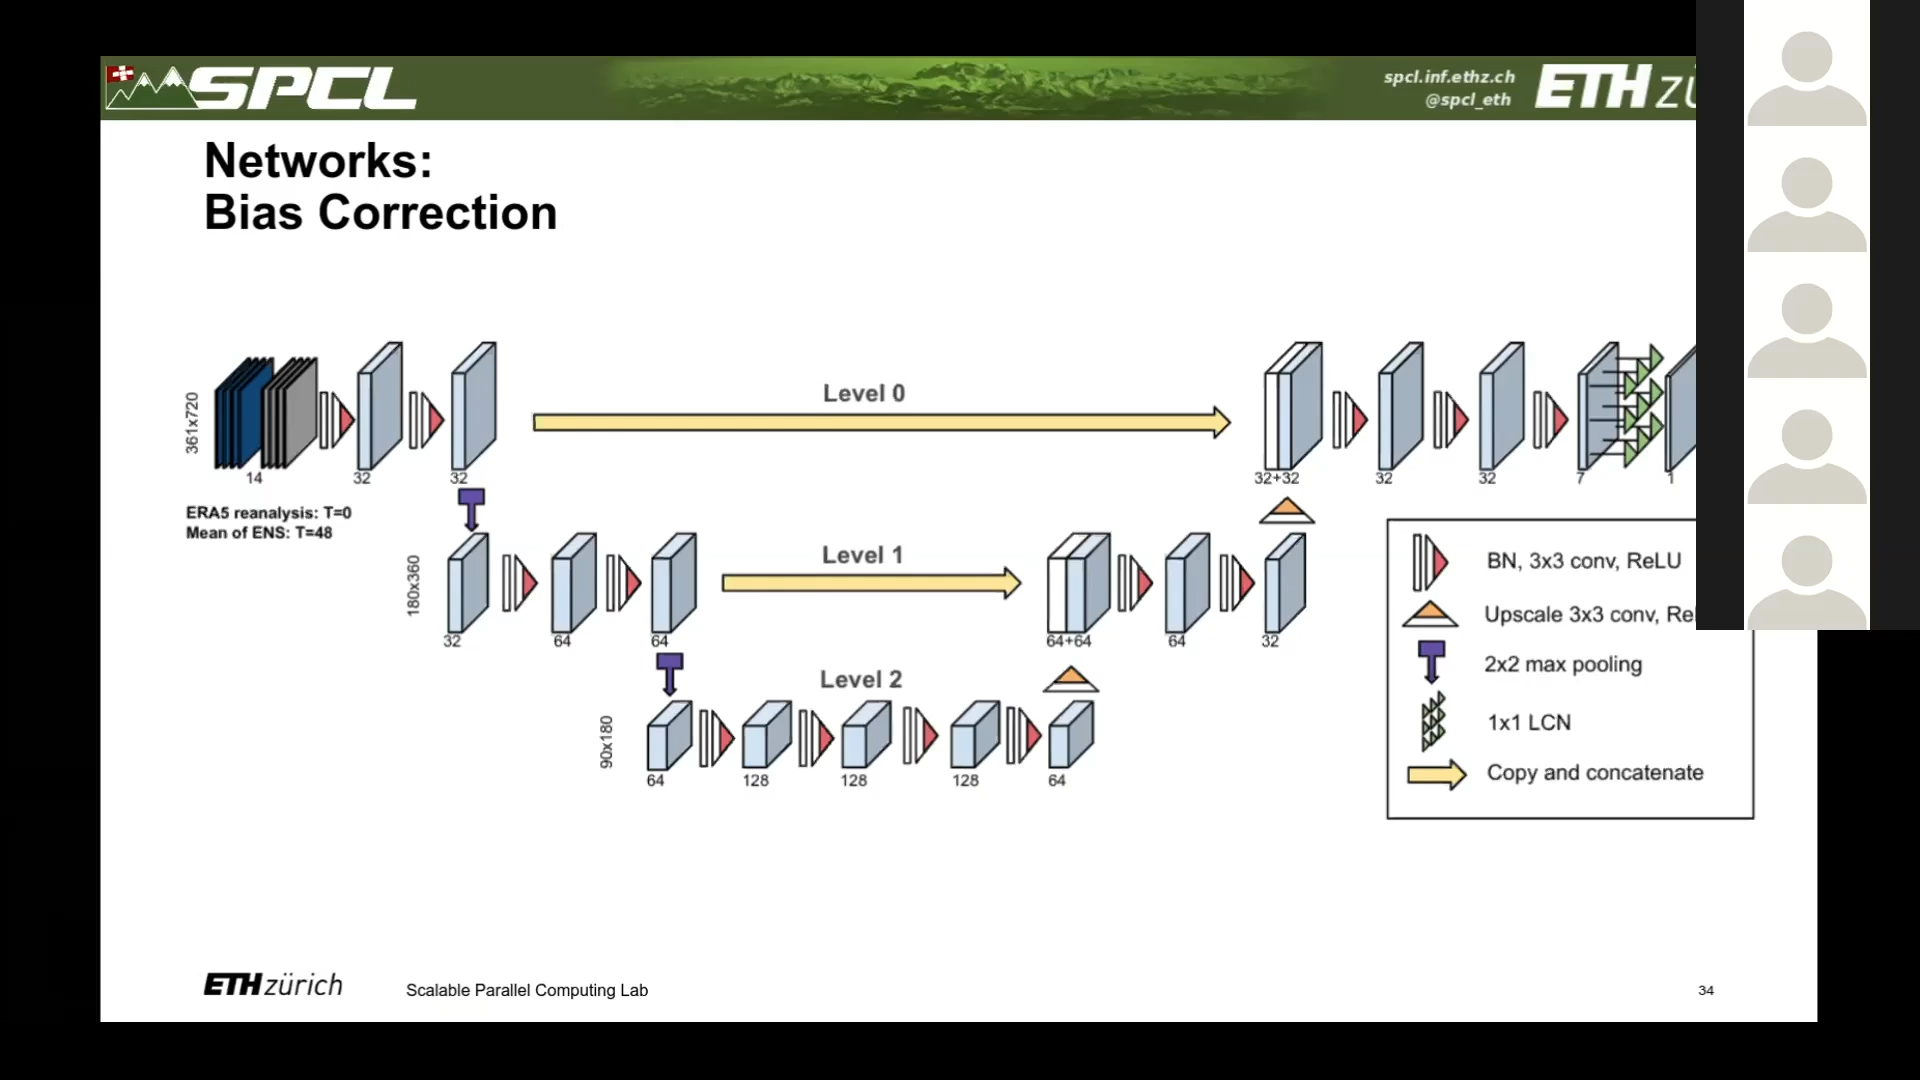 SPCL
spcl.inf.ethz.ch
@spcl_eth
ETH
Networks:
Bias Correction
361x720
14
32
32
Level 0
32+32
32
32
7
1
ERA5 reanalysis: T=0
Mean of ENS: T=48
180x360
32
64
64
Level 1
64+64
64
32
90x180
64
128
128
Level 2
128
64
BN, 3x3 conv, ReLU
Upscale 3x3 conv,
2x2 max pooling
1x1 LCN
Copy and concatenate
ETH zürich
Scalable Parallel Computing Lab
34